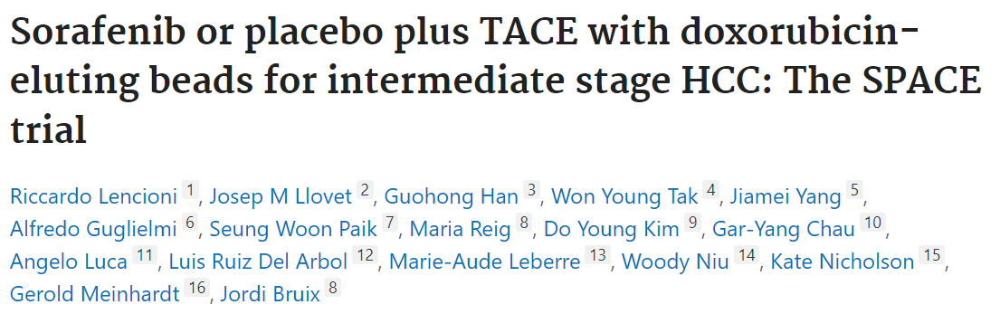 Sorafenib or placebo plus TACE with doxorubicin-
eluting beads for intermediate stage HCC: The SPACE
trial
Riccardo Lencioni 1, Josep M Llovet 2, Guohong Han 3, Won Young Tak 4, Jiamei Yang 5,
Alfredo Guglielmi 6, Seung Woon Paik 7, Maria Reig 8, Do Young Kim 9, Gar-Yang Chau 10,
Angelo Luca 11, Luis Ruiz Del Arbol 12, Marie-Aude Leberre 13, Woody Niu 14, Kate Nicholson 15,
Gerold Meinhardt 16, Jordi Bruix 8